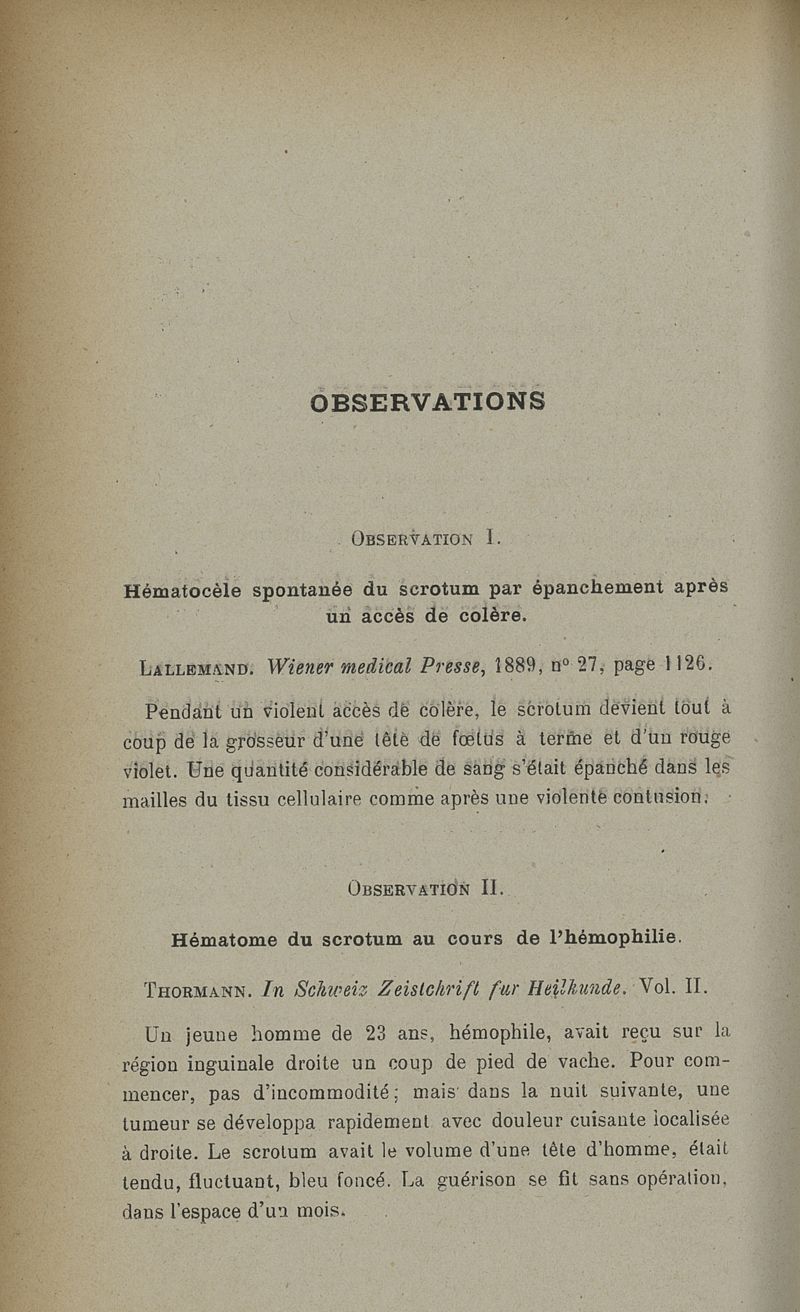 OBSERVATIONS
OBSERVATION I.
Hématocèle spontanée du scrotum par épanchement après
un accès de colère.
LALLEMAND. Wiener medical Presse, 1889, nº 27, page 1126.
Pendant un violent accès de colère, le scrotum devient tout à
coup de la grosseur d'une tête de fœtus à terme et d'un rouge
violet. Une quantité considérable de sang s'était épanché dans les
mailles du tissu cellulaire comme après une violente contusion.
OBSERVATION II.
Hématome du scrotum au cours de l'hémophilie.
THORMANN. In Schweiz Zeistchrift fur Heilkunde. Vol. II.
Un jeune homme de 23 ans, hémophile, avait reçu sur la
région inguinale droite un coup de pied de vache. Pour com-
mencer, pas d'incommodité; mais dans la nuit suivante, une
tumeur se développa rapidement avec douleur cuisante localisée
à droite. Le scrotum avait le volume d'une tête d'homme, était
tendu, fluctuant, bleu foncé. La guérison se fit sans opération,
dans l'espace d'un mois.